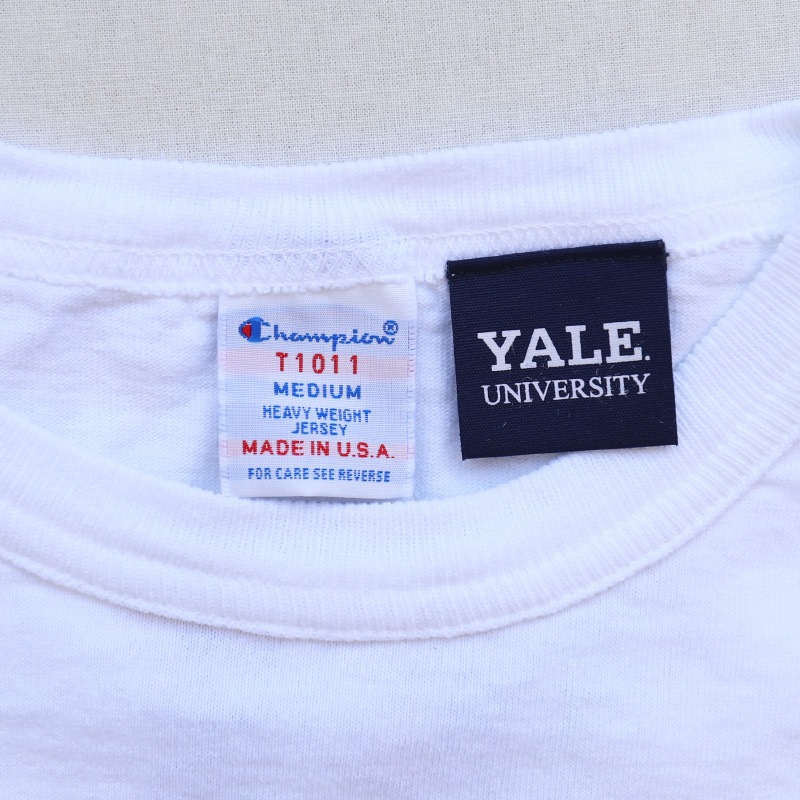 Champion®
T1011
MEDIUM
HEAVY WEIGHT
JERSEY
MADE IN U.S.A.
FOR CARE SEE REVERSE
YALE.
UNIVERSITY